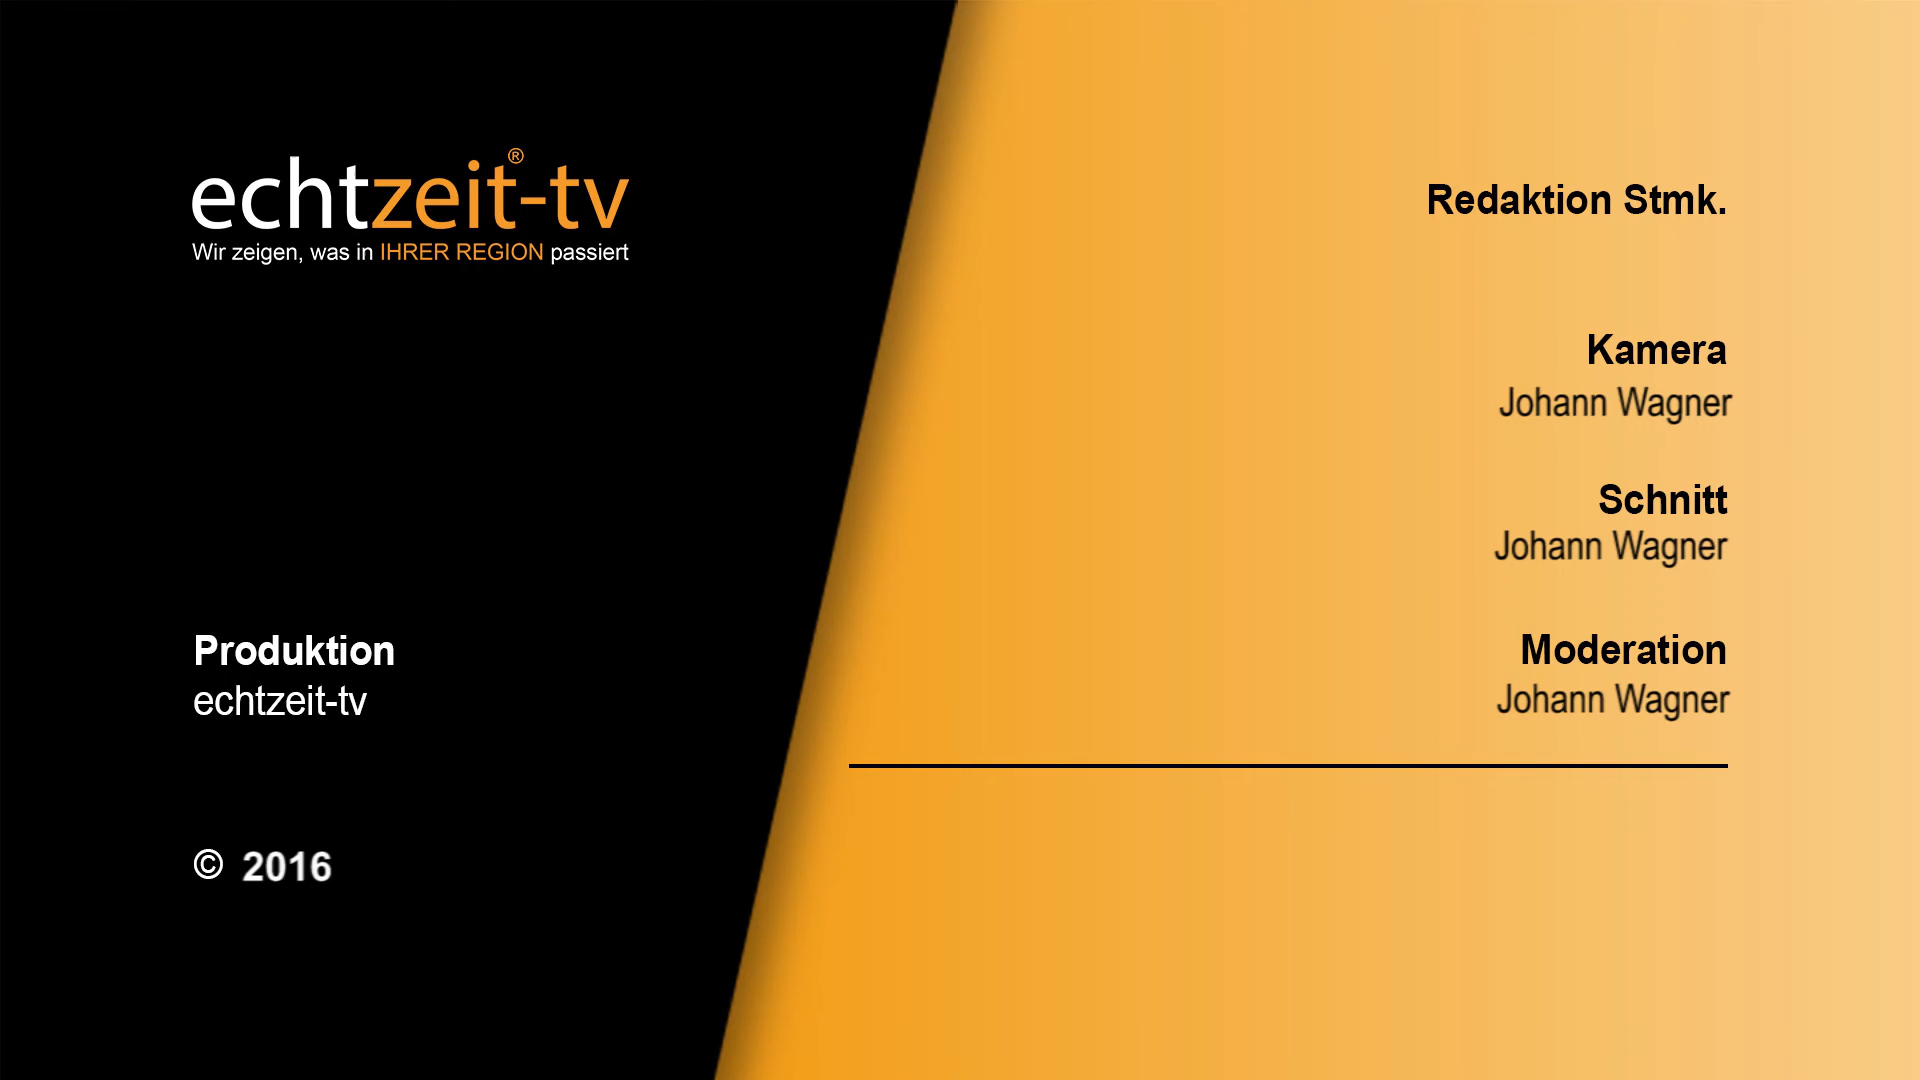 echtzeit-tv®
Wir zeigen, was in IHRER REGION passiert
Produktion
echtzeit-tv
© 2016
Redaktion Stmk.
Kamera
Johann Wagner
Schnitt
Johann Wagner
Moderation
Johann Wagner